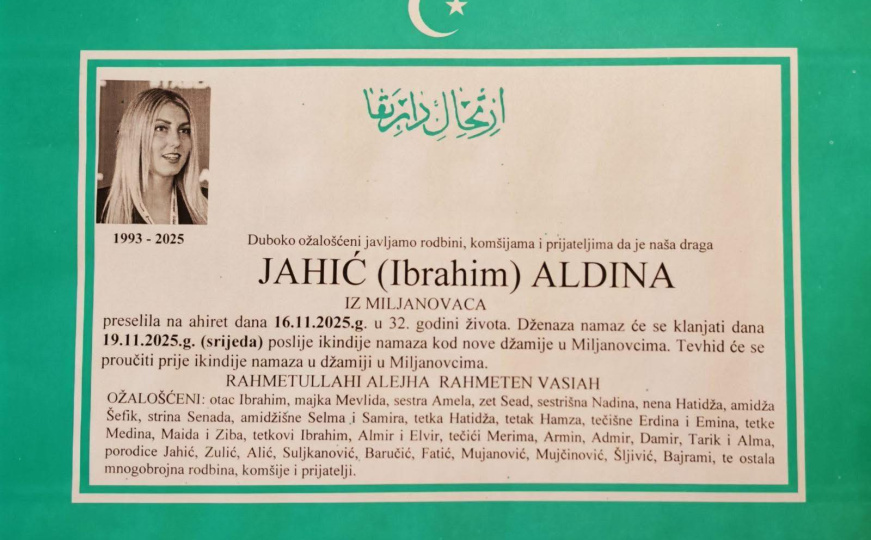 ارتحال دار بقا
1993 - 2025
Duboko ožalošćeni javljamo rodbini, komšijama i prijateljima da je naša draga
JAHIĆ (Ibrahim) ALDINA
IZ MILJANOVACA
preselila na ahiret dana 16.11.2025.g. u 32. godini života. Dženaza namaz će se klanjati dana
19.11.2025.g. (srijeda) poslije ikindije namaza kod nove džamije u Miljanovcima. Tevhid će se
proučiti prije ikindije namaza u džamiji u Miljanovcima.
RAHMETULLAHI ALEJHA RAHMETEN VASIAH
OŽALOŠĆENI: otac Ibrahim, majka Mevlida, sestra Amela, zet Sead, sestrišna Nadina, nena Hatidža, amidža
Šefik, strina Senada, amidžišne Selma i Samira, tetka Hatidža, tetak Hamza, tečišne Erdina i Emina, tetke
Medina, Maida i Ziba, tetkovi Ibrahim, Almir i Elvir, tečići Merima, Armin, Admir, Damir, Tarik i Alma,
porodice Jahić, Zulić, Alić, Suljkanović, Baručić, Fatić, Mujanović, Mujčinović, Šljivić, Bajrami, te ostala
mnogobrojna rodbina, komšije i prijatelji.